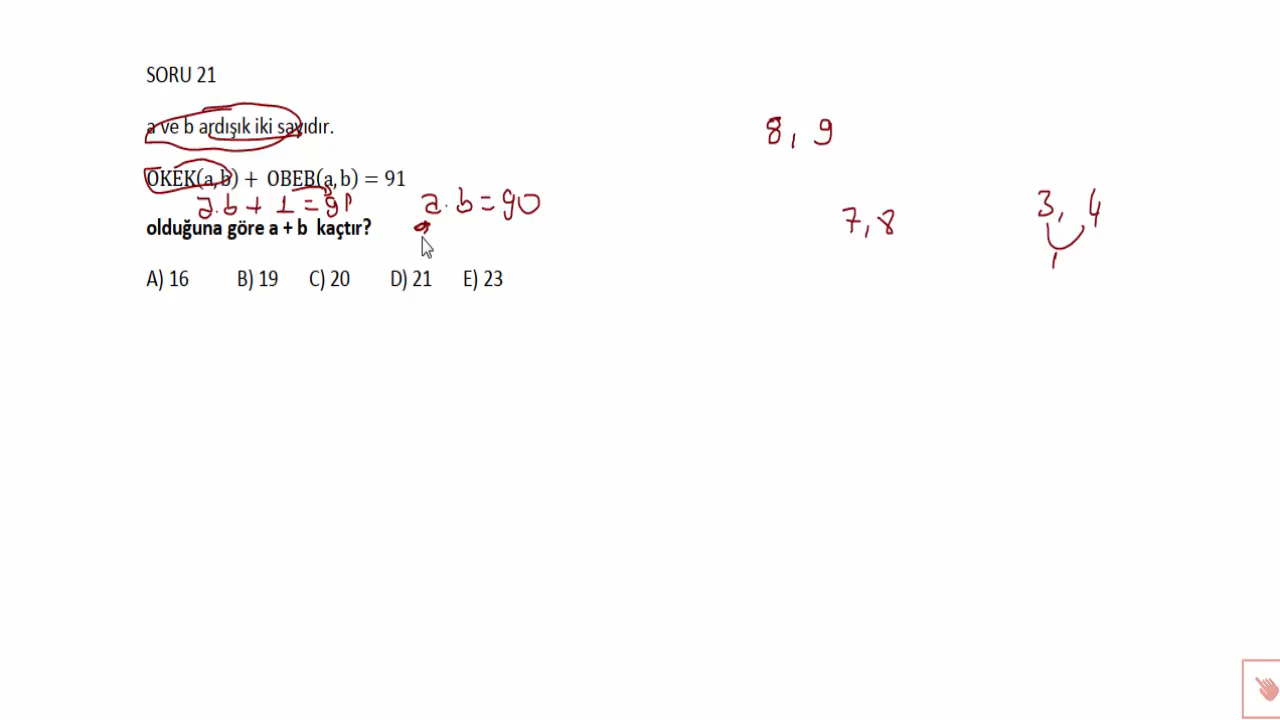 SORU 21
a ve b ardışık iki sayıdır.
8, 9
OKEK(a,b) + OBEB(a,b) = 91
a.b + 1 = 91
a.b = 90
3, 4
7, 8
1
olduğuna göre a + b kaçtır?
A) 16 B) 19 C) 20 D) 21 E) 23